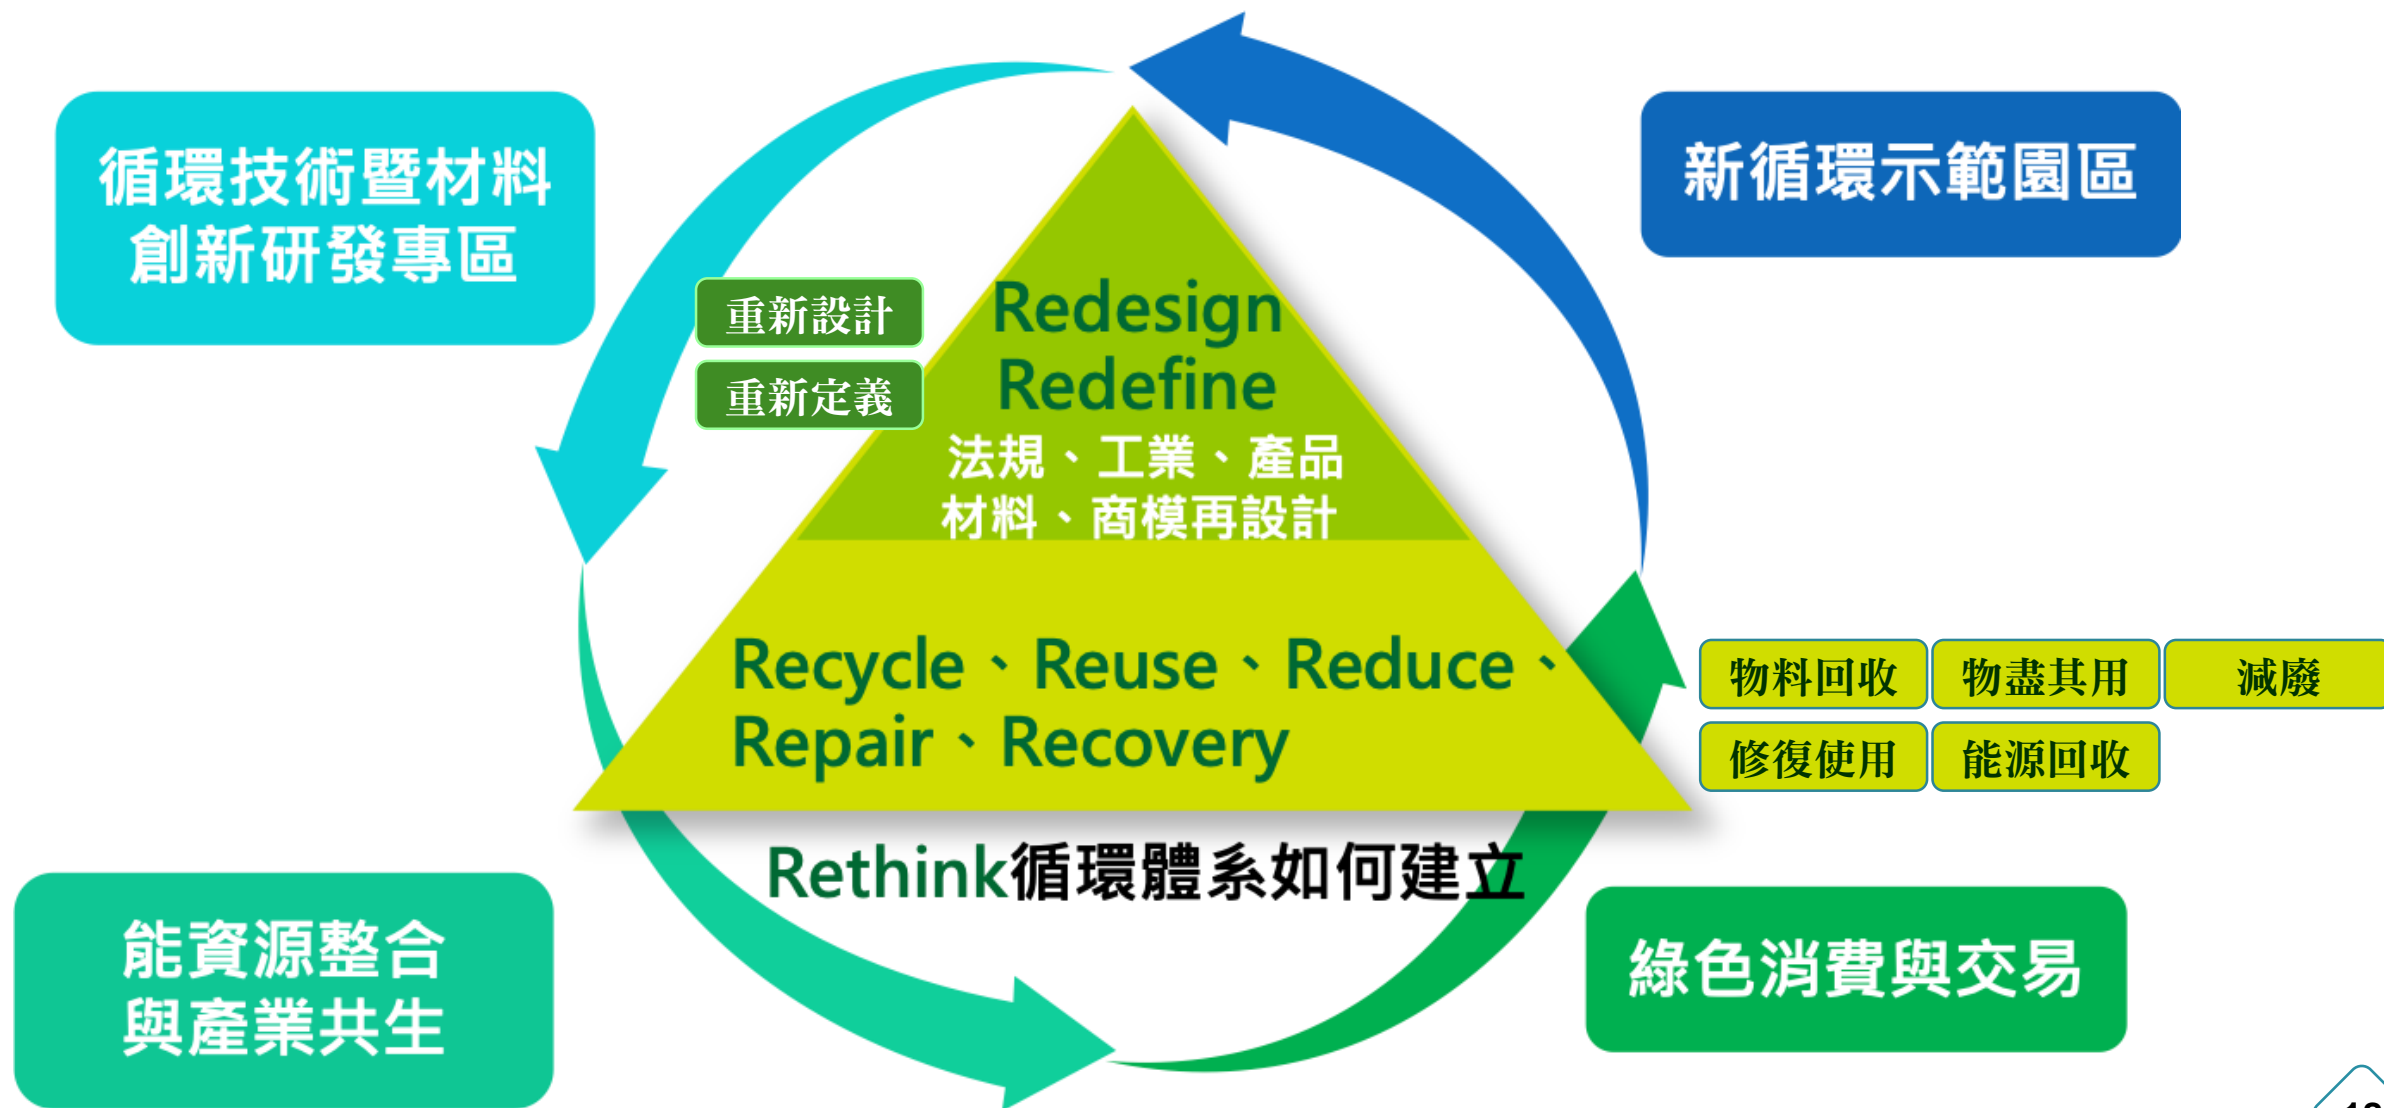 循環技術暨材料
創新研發專區
新循環示範園區
重新設計
重新定義
Redesign
Redefine
法規、工業、產品
材料、商模再設計
Recycle、Reuse、Reduce、
Repair、Recovery
物料回收
物盡其用
減廢
修復使用
能源回收
Rethink循環體系如何建立
能資源整合
與產業共生
綠色消費與交易